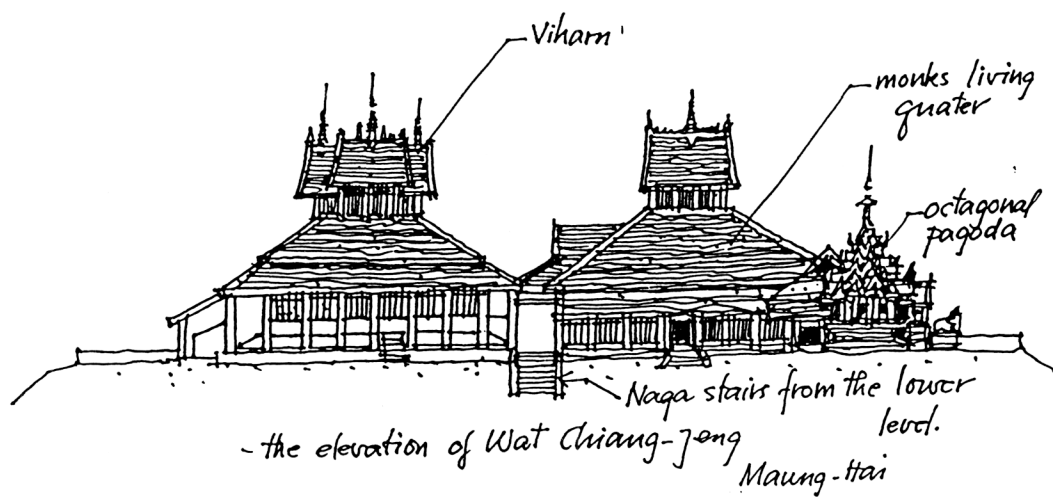 Viharn'
monks living
quater
octagonal
pagoda
Naga stairs from the lower
level.
- the elevation of Wat Chiang-Jeng
Maung-Hai